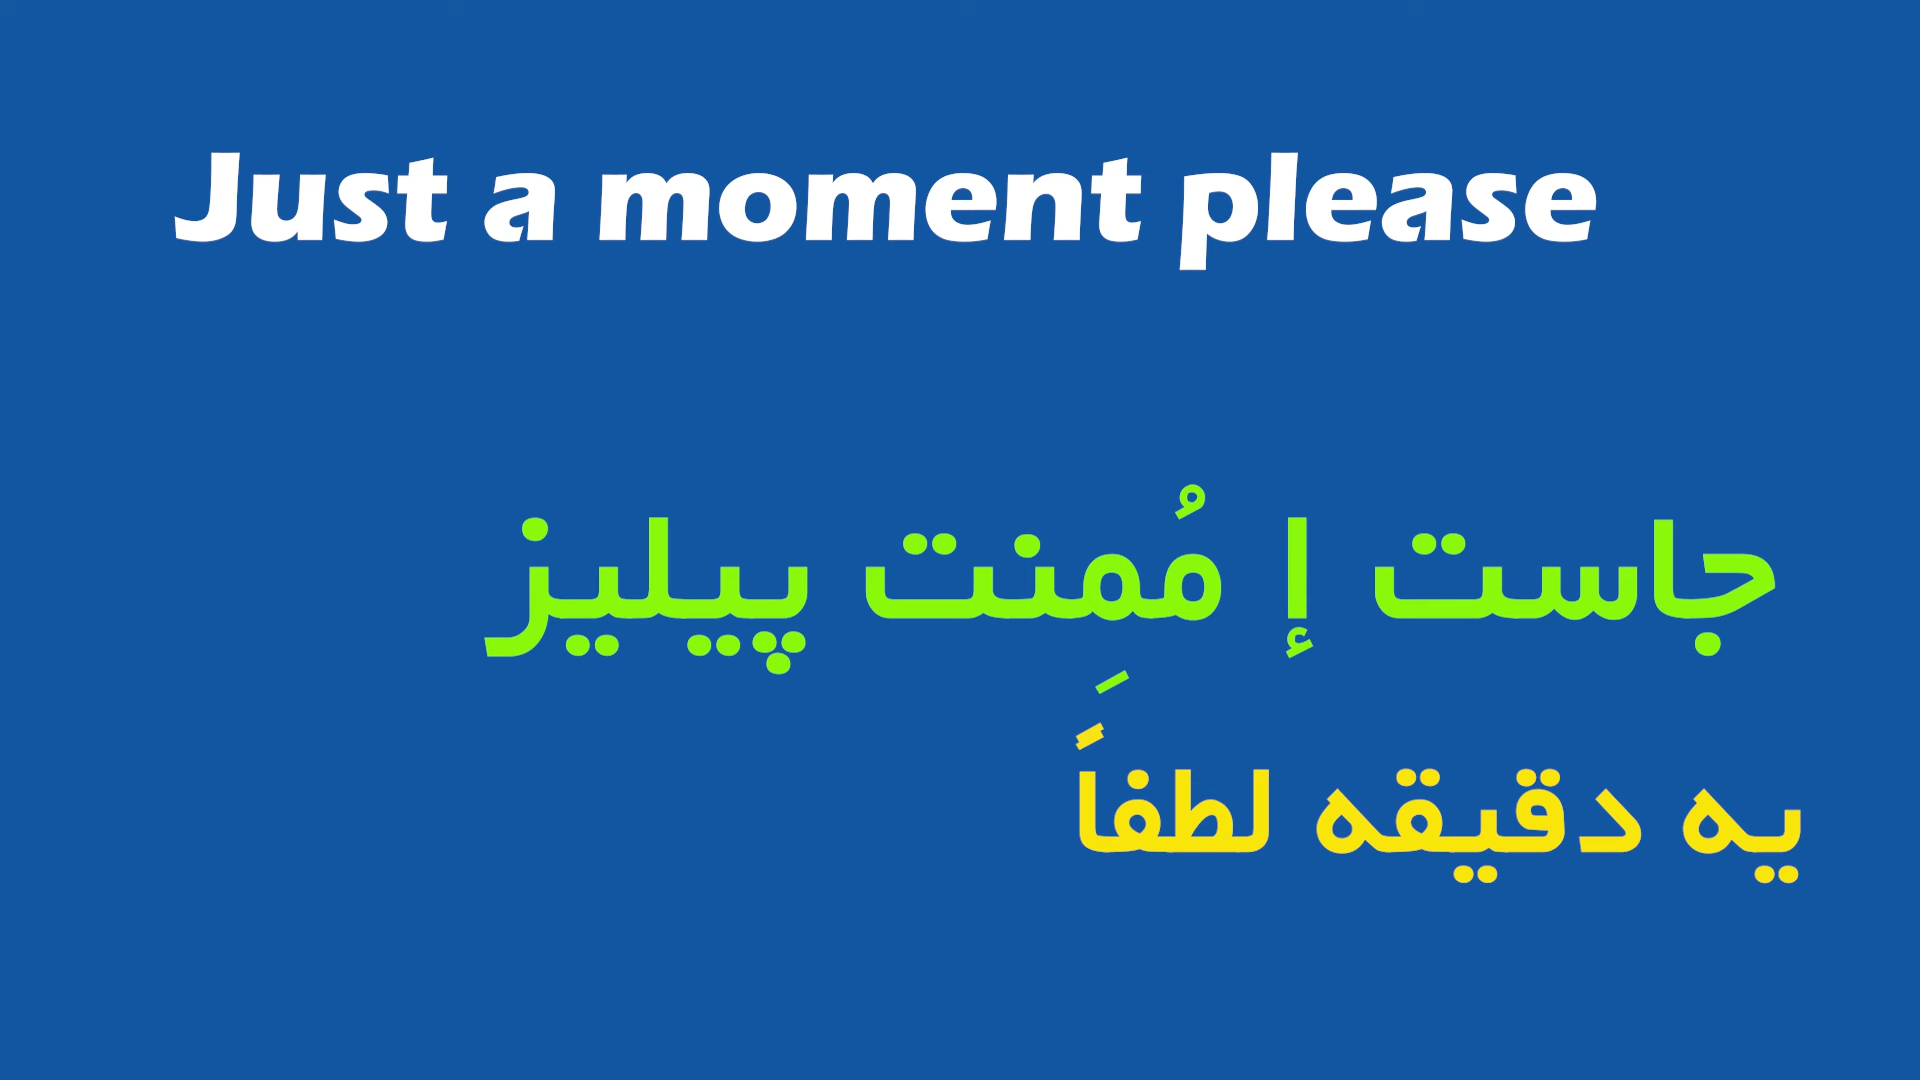 Just a moment please
جاست إ مُمِنت پیلیز
یه دقیقه لطفاً